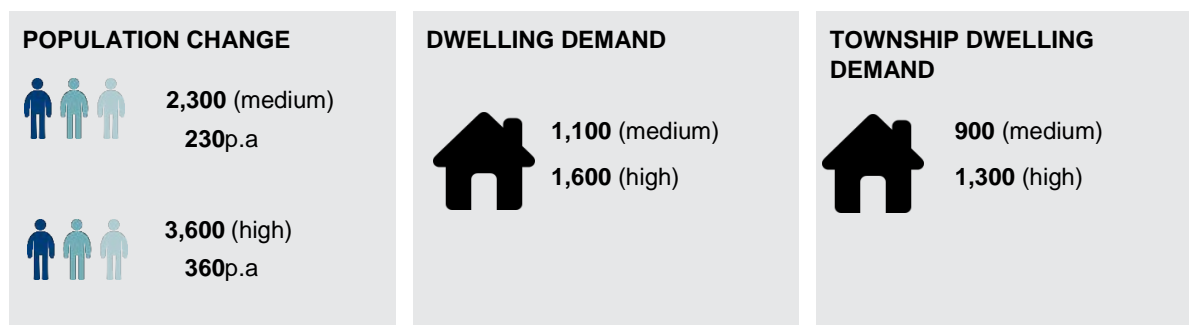 POPULATION CHANGE
2,300 (medium)
230p.a
3,600 (high)
360p.a
DWELLING DEMAND
1,100 (medium)
1,600 (high)
TOWNSHIP DWELLING
DEMAND
900 (medium)
1,300 (high)